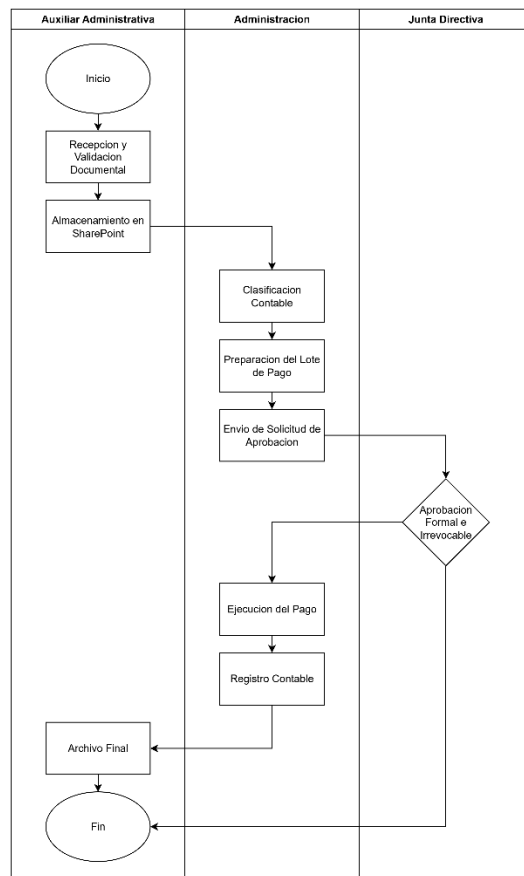 Auxiliar Administrativa
Administracion
Junta Directiva
Inicio
Recepcion y
Validacion
Documental
Almacenamiento en
SharePoint
Clasificacion
Contable
Preparacion del Lote
de Pago
Envio de Solicitud de
Aprobacion
Aprobacion
Formal e
Irrevocable
Ejecucion del Pago
Registro Contable
Archivo Final
Fin